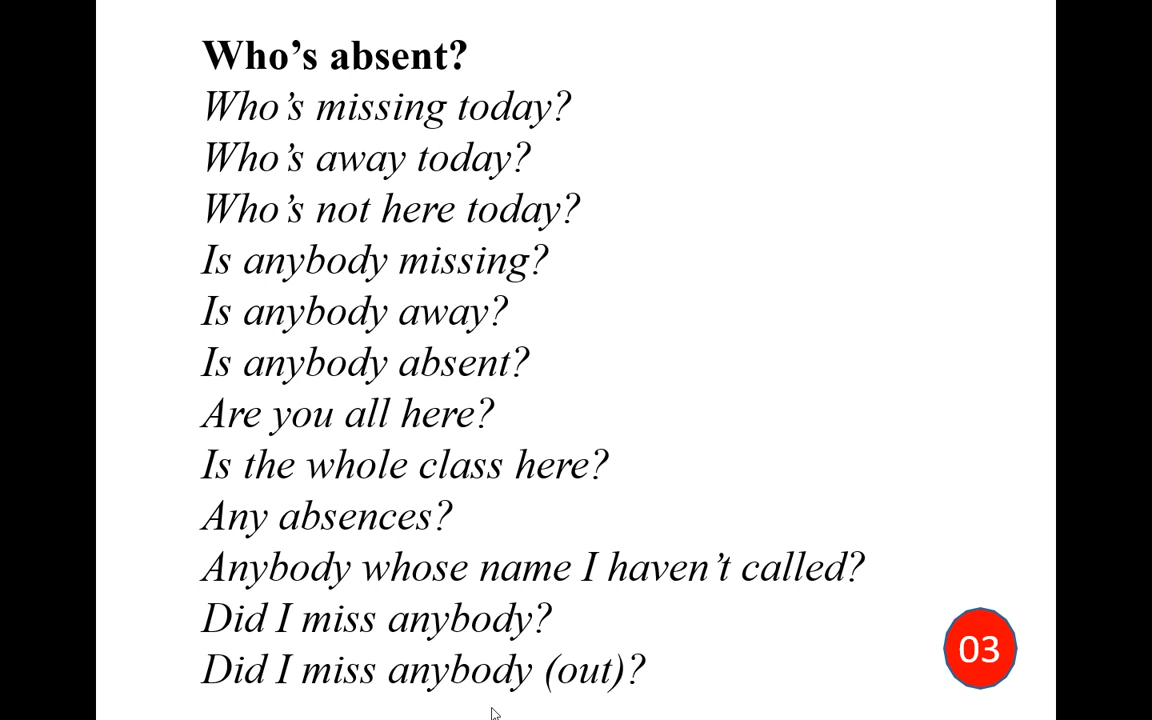 Who’s absent?
Who’s missing today?
Who’s away today?
Who’s not here today?
Is anybody missing?
Is anybody away?
Is anybody absent?
Are you all here?
Is the whole class here?
Any absences?
Anybody whose name I haven’t called?
Did I miss anybody?
Did I miss anybody (out)?
03